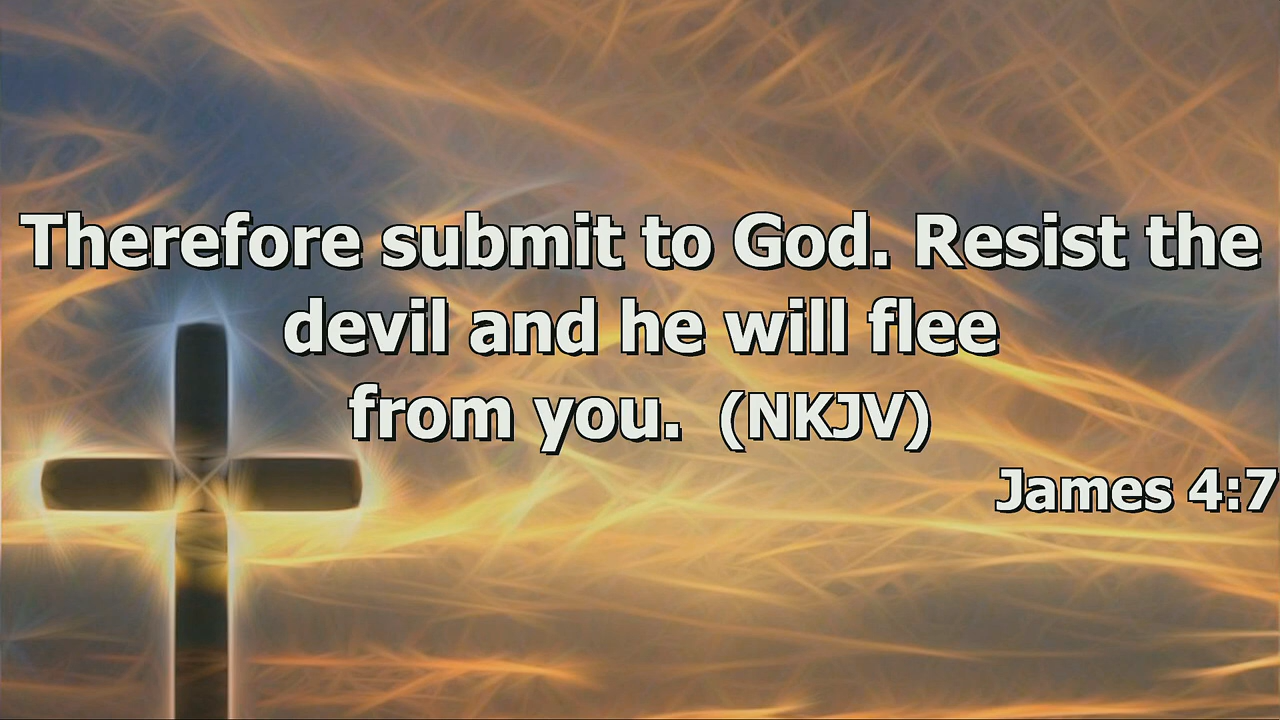 Therefore submit to God. Resist the
devil and he will flee
from you. (NKJV)
James 4:7